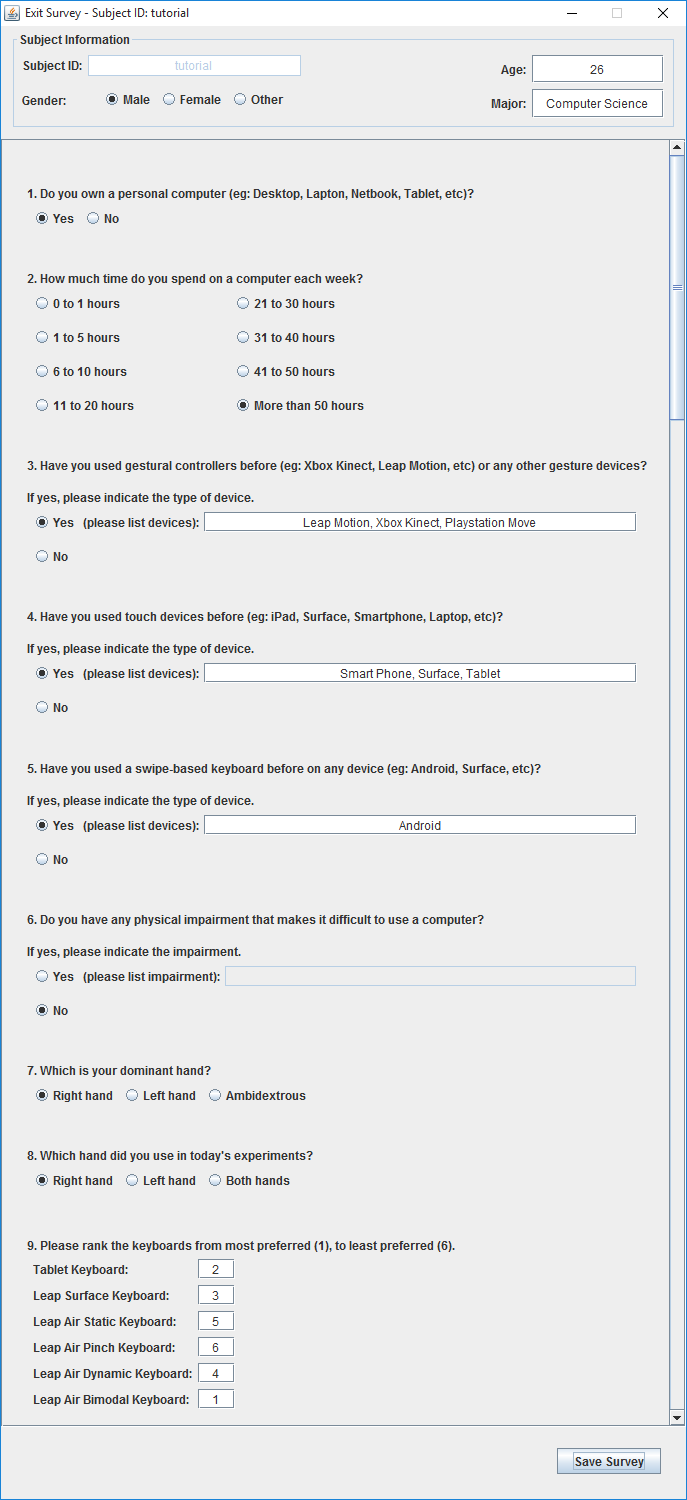 Exit Survey - Subject ID: tutorial
Subject Information
Subject ID: tutorial
Age: 26
Gender: Male Female Other
Major: Computer Science
1. Do you own a personal computer (eg: Desktop, Lapton, Netbook, Tablet, etc)?
Yes No
2. How much time do you spend on a computer each week?
0 to 1 hours 21 to 30 hours
1 to 5 hours 31 to 40 hours
6 to 10 hours 41 to 50 hours
11 to 20 hours More than 50 hours
3. Have you used gestural controllers before (eg: Xbox Kinect, Leap Motion, etc) or any other gesture devices?
If yes, please indicate the type of device.
Yes (please list devices): Leap Motion, Xbox Kinect, Playstation Move
No
4. Have you used touch devices before (eg: iPad, Surface, Smartphone, Laptop, etc)?
If yes, please indicate the type of device.
Yes (please list devices): Smart Phone, Surface, Tablet
No
5. Have you used a swipe-based keyboard before on any device (eg: Android, Surface, etc)?
If yes, please indicate the type of device.
Yes (please list devices): Android
No
6. Do you have any physical impairment that makes it difficult to use a computer?
If yes, please indicate the impairment.
Yes (please list impairment):
No
7. Which is your dominant hand?
Right hand Left hand Ambidextrous
8. Which hand did you use in today's experiments?
Right hand Left hand Both hands
9. Please rank the keyboards from most preferred (1), to least preferred (6).
Tablet Keyboard: 2
Leap Surface Keyboard: 3
Leap Air Static Keyboard: 5
Leap Air Pinch Keyboard: 6
Leap Air Dynamic Keyboard: 4
Leap Air Bimodal Keyboard: 1
Save Survey